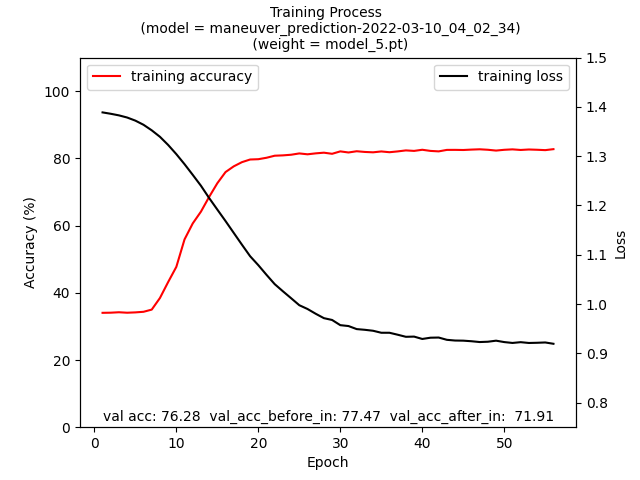 Training Process
(model = maneuver_prediction-2022-03-10_04_02_34)
(weight = model_5.pt)
training accuracy
training loss
100
80
60
40
20
0
Accuracy (%)
1.5
1.4
1.3
1.2
1.1
1.0
0.9
0.8
Loss
val acc: 76.28  val_acc_before_in: 77.47  val_acc_after_in:  71.91
0 10 20 30 40 50
Epoch